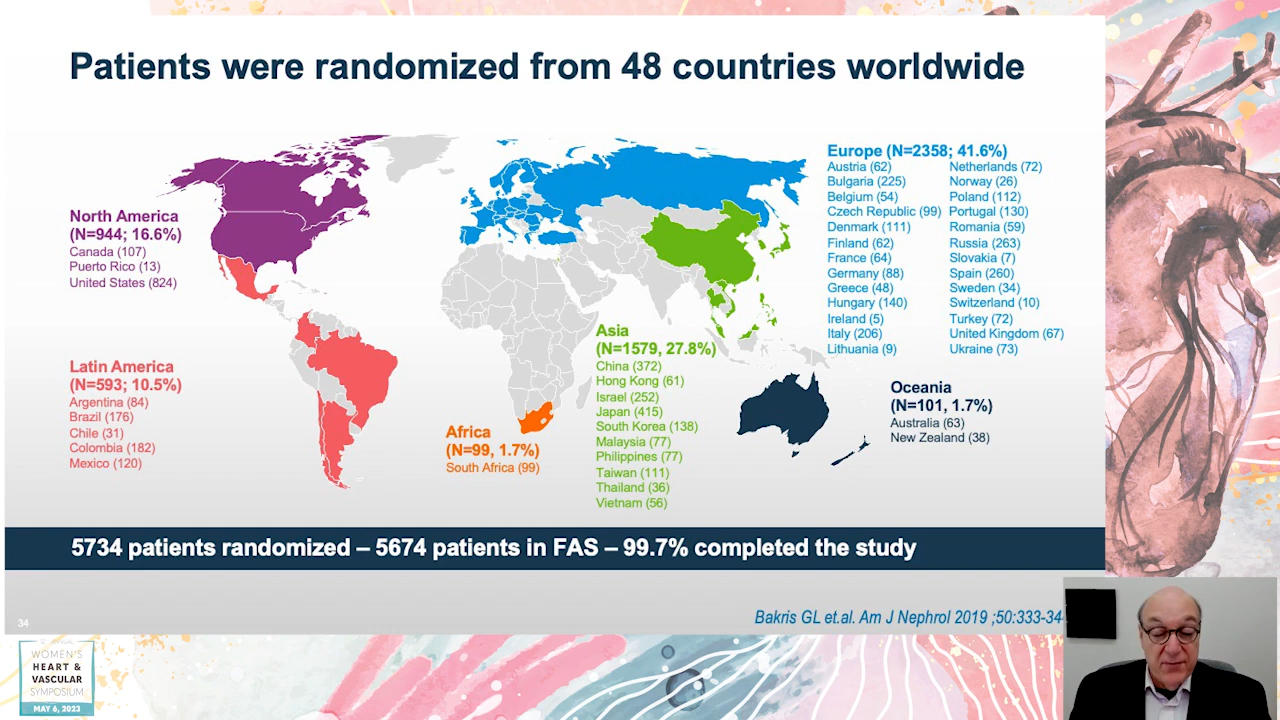 Patients were randomized from 48 countries worldwide
North America
(N=944; 16.6%)
Canada (107)
Puerto Rico (13)
United States (824)
Latin America
(N=593; 10.5%)
Argentina (84)
Brazil (176)
Chile (31)
Colombia (182)
Mexico (120)
Africa
(N=99, 1.7%)
South Africa (99)
Asia
(N=1579, 27.8%)
China (372)
Hong Kong (61)
Israel (252)
Japan (415)
South Korea (138)
Malaysia (77)
Philippines (77)
Taiwan (111)
Thailand (36)
Vietnam (56)
Europe (N=2358; 41.6%)
Austria (62)
Bulgaria (225)
Belgium (54)
Czech Republic (99)
Denmark (111)
Finland (62)
France (64)
Germany (88)
Greece (48)
Hungary (140)
Ireland (5)
Italy (206)
Lithuania (9)
Netherlands (72)
Norway (26)
Poland (112)
Portugal (130)
Romania (59)
Russia (263)
Slovakia (7)
Spain (260)
Sweden (34)
Switzerland (10)
Turkey (72)
United Kingdom (67)
Ukraine (73)
Oceania
(N=101, 1.7%)
Australia (63)
New Zealand (38)
5734 patients randomized – 5674 patients in FAS – 99.7% completed the study
Bakris GL et.al. Am J Nephrol 2019 ;50:333-34
34
WOMEN'S
HEART &
VASCULAR
SYMPOSIUM
MAY 6, 2023